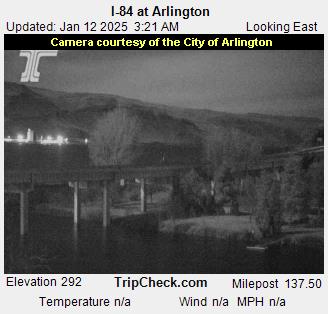 I-84 at Arlington
Updated: Jan 12 2025 3:21 AM Looking East
Camera courtesy of the City of Arlington
Elevation 292 TripCheck.com Milepost 137.50
Temperature n/a Wind n/a MPH n/a